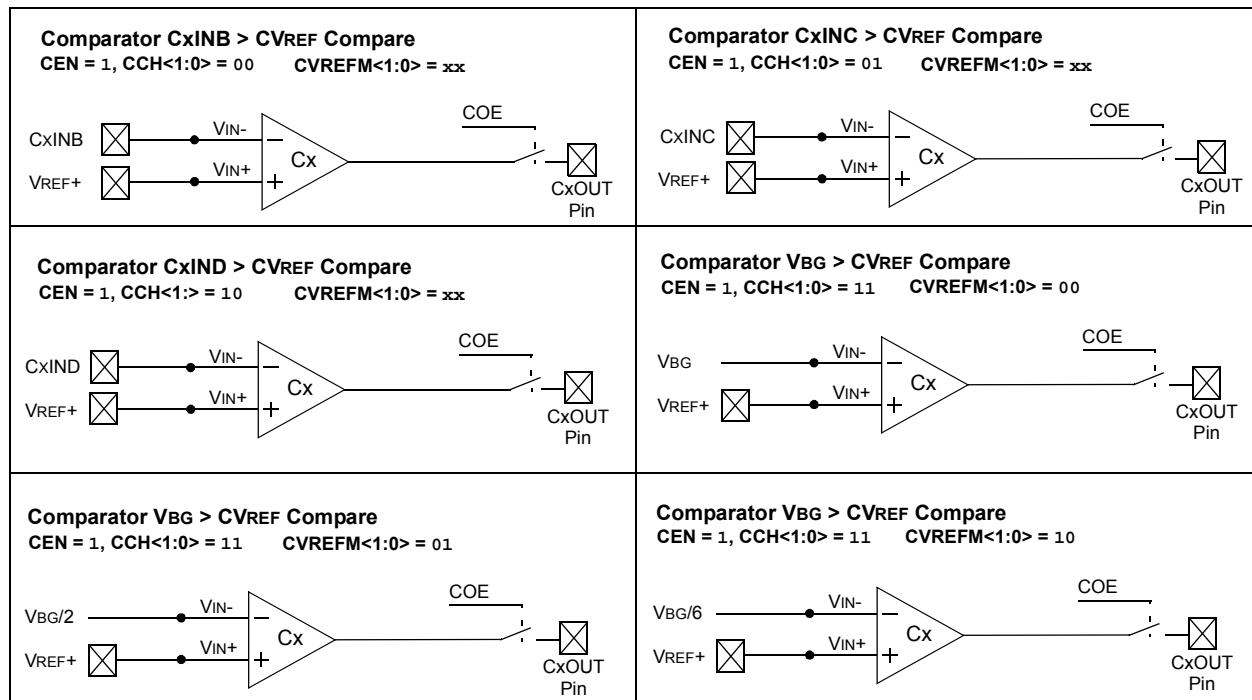 Comparator CxINB > CVREF Compare
CEN = 1, CCH<1:0> = 00 CVREFM<1:0> = xx
COE
CxINB
VIN-
VREF+
VIN+
Cx
CxOUT
Pin
Comparator CxINC > CVREF Compare
CEN = 1, CCH<1:0> = 01 CVREFM<1:0> = xx
COE
CxINC
VIN-
VREF+
VIN+
Cx
CxOUT
Pin
Comparator CxIND > CVREF Compare
CEN = 1, CCH<1:> = 10 CVREFM<1:0> = xx
COE
CxIND
VIN-
VREF+
VIN+
Cx
CxOUT
Pin
Comparator VBG > CVREF Compare
CEN = 1, CCH<1:0> = 11 CVREFM<1:0> = 00
COE
VBG
VIN-
VREF+
VIN+
Cx
CxOUT
Pin
Comparator VBG > CVREF Compare
CEN = 1, CCH<1:0> = 11 CVREFM<1:0> = 01
COE
VBG/2
VIN-
VREF+
VIN+
Cx
CxOUT
Pin
Comparator VBG > CVREF Compare
CEN = 1, CCH<1:0> = 11 CVREFM<1:0> = 10
COE
VBG/6
VIN-
VREF+
VIN+
Cx
CxOUT
Pin